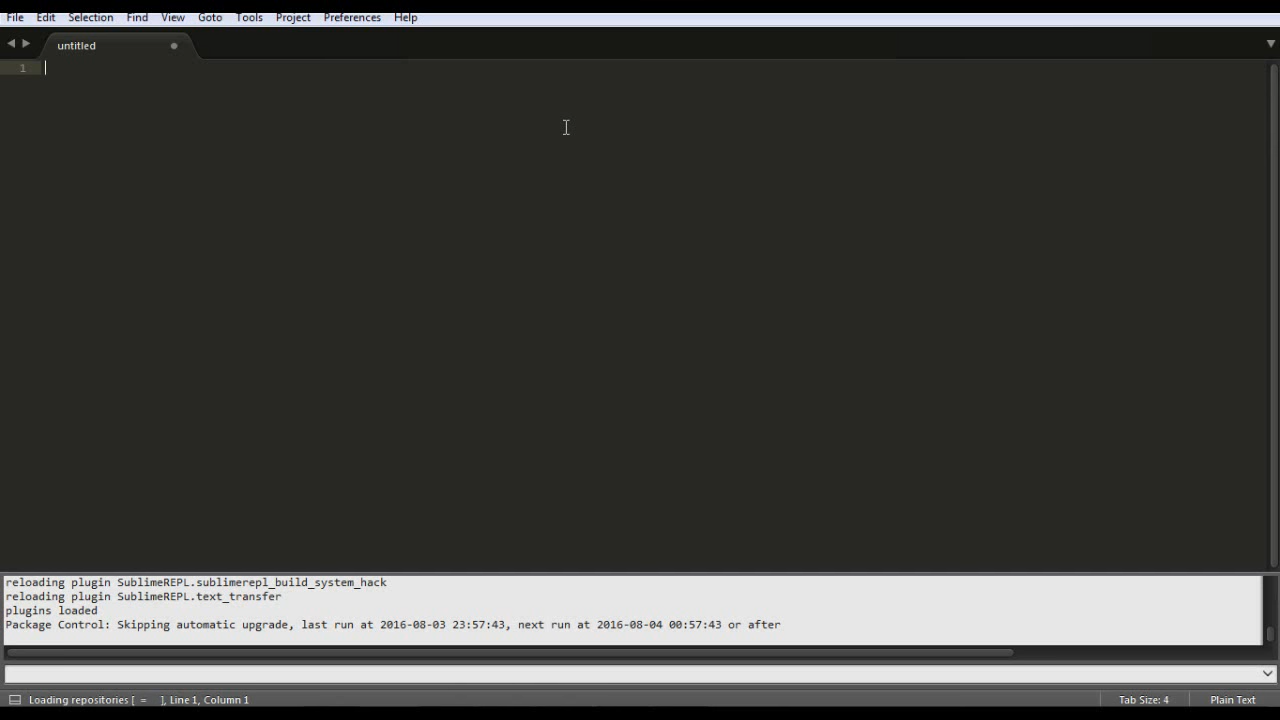 File Edit Selection Find View Goto Tools Project Preferences Help
untitled
1
reloading plugin SublimeREPL.sublimerepl_build_system_hack
reloading plugin SublimeREPL.text_transfer
plugins loaded
Package Control: Skipping automatic upgrade, last run at 2016-08-03 23:57:43, next run at 2016-08-04 00:57:43 or after
Loading repositories [  =   ], Line 1, Column 1 Tab Size: 4 Plain Text